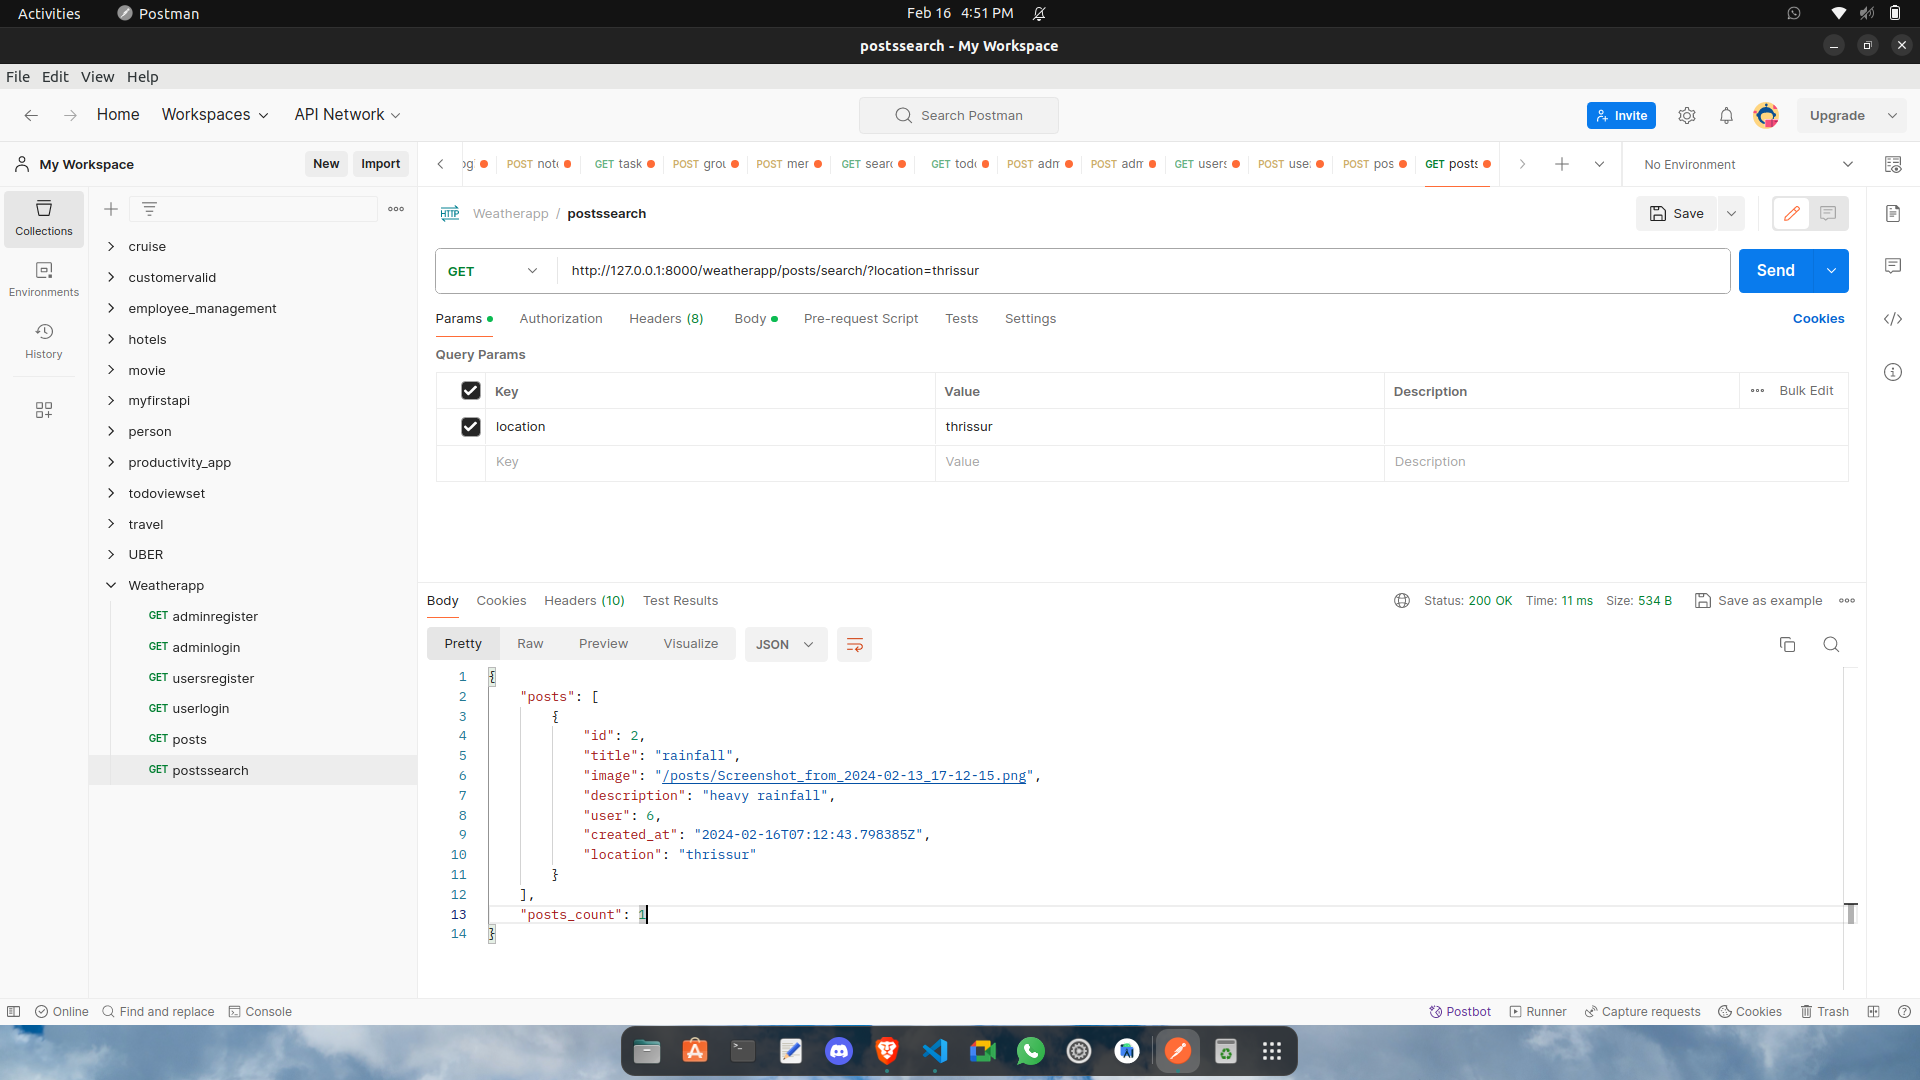 Activities Postman Feb 16 4:51 PM
postssearch - My Workspace
File Edit View Help
Home Workspaces API Network Search Postman Invite Upgrade
My Workspace New Import
og POST note GET task POST grou POST mer GET searc GET todo POST adm POST adm GET users POST use POST pos GET posts No Environment
Collections
Environments
History
cruise
customervalid
employee_management
hotels
movie
myfirstapi
person
productivity_app
todoviewset
travel
UBER
Weatherapp
GET adminregister
GET adminlogin
GET usersregister
GET userlogin
GET posts
GET postssearch
HTTP Weatherapp / postssearch Save
GET http://127.0.0.1:8000/weatherapp/posts/search/?location=thrissur Send
Params Authorization Headers (8) Body Pre-request Script Tests Settings Cookies
Query Params
Key Value Description Bulk Edit
location thrissur
Key Value Description
Body Cookies Headers (10) Test Results Status: 200 OK Time: 11 ms Size: 534 B Save as example
Pretty Raw Preview Visualize JSON
1 {
2 "posts": [
3 {
4 "id": 2,
5 "title": "rainfall",
6 "image": "/posts/Screenshot_from_2024-02-13_17-12-15.png",
7 "description": "heavy rainfall",
8 "user": 6,
9 "created_at": "2024-02-16T07:12:43.798385Z",
10 "location": "thrissur"
11 }
12 ],
13 "posts_count": 1
14 }
Online Find and replace Console Postbot Runner Capture requests Cookies Trash